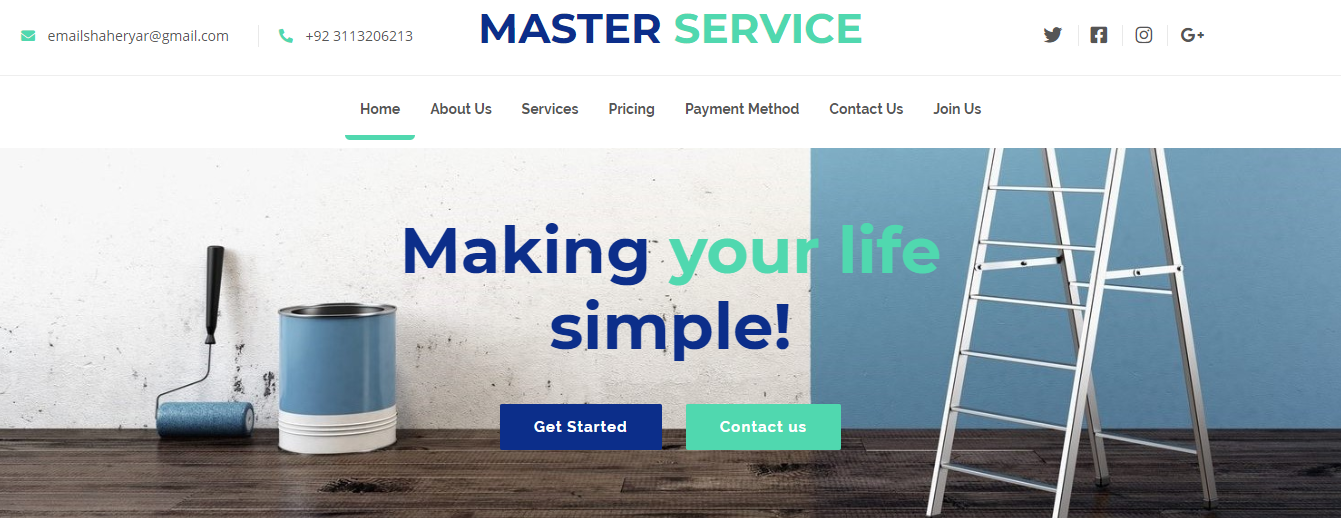 emailshaheryar@gmail.com
+92 3113206213
MASTER SERVICE
G+
Home About Us Services Pricing Payment Method Contact Us Join Us
Making your life
simple!
Get Started Contact us